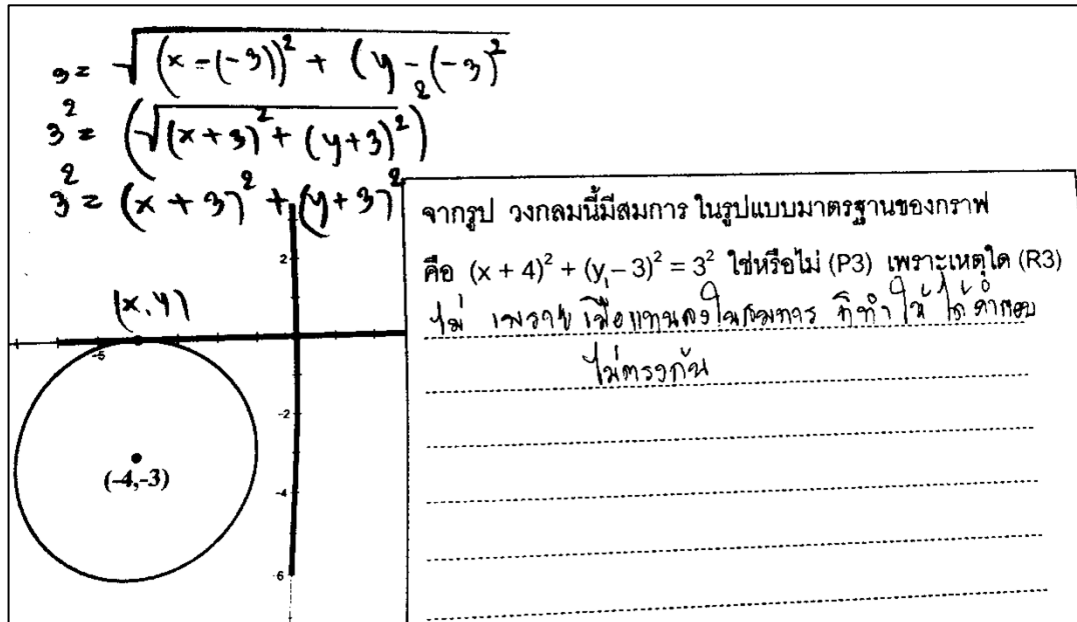 3 = √(x - (-3))² + (y - (-3)²
3² = (√(x + 3)² + (y + 3)²)²
3² = (x + 3)² + (y + 3)²
จากรูป วงกลมนี้มีสมการ ในรูปแบบมาตรฐานของกราฟ
คือ (x + 4)² + (y - 3)² = 3² ใช่หรือไม่ (P3) เพราะเหตุใด (R3)
ไม่ เพราะ เมื่อแทนลงในสมการ ที่ทำให้ ได้คำตอบ
ไม่ตรงกัน
2
(x, y)
-5
-2
(-4,-3)
-4
-6